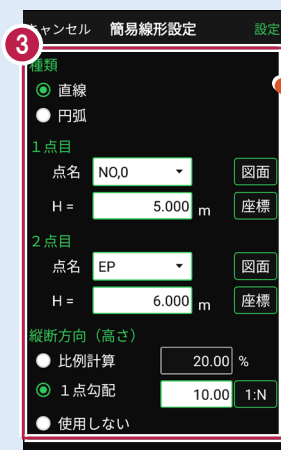 キャンセル 簡易線形設定 設定
3
種類
直線
円弧
1点目
点名 NO,0 図面
H = 5.000 m 座標
2点目
点名 EP 図面
H = 6.000 m 座標
縦断方向（高さ）
比例計算 20.00 %
1点勾配 10.00 1:N
使用しない